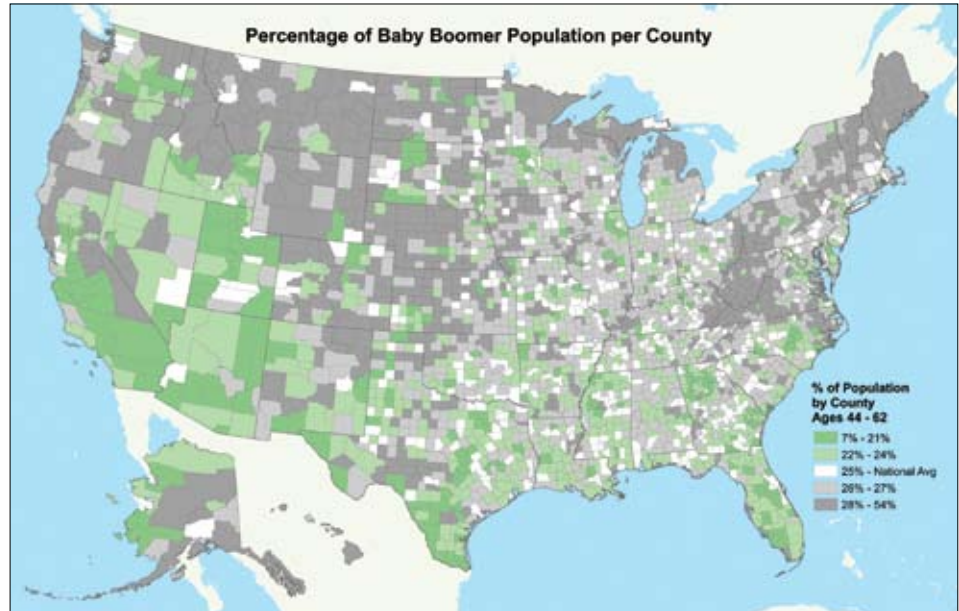 Percentage of Baby Boomer Population per County
% of Population
by County
Ages 44 - 62
7% - 21%
22% - 24%
25% - National Avg
26% - 27%
28% - 54%